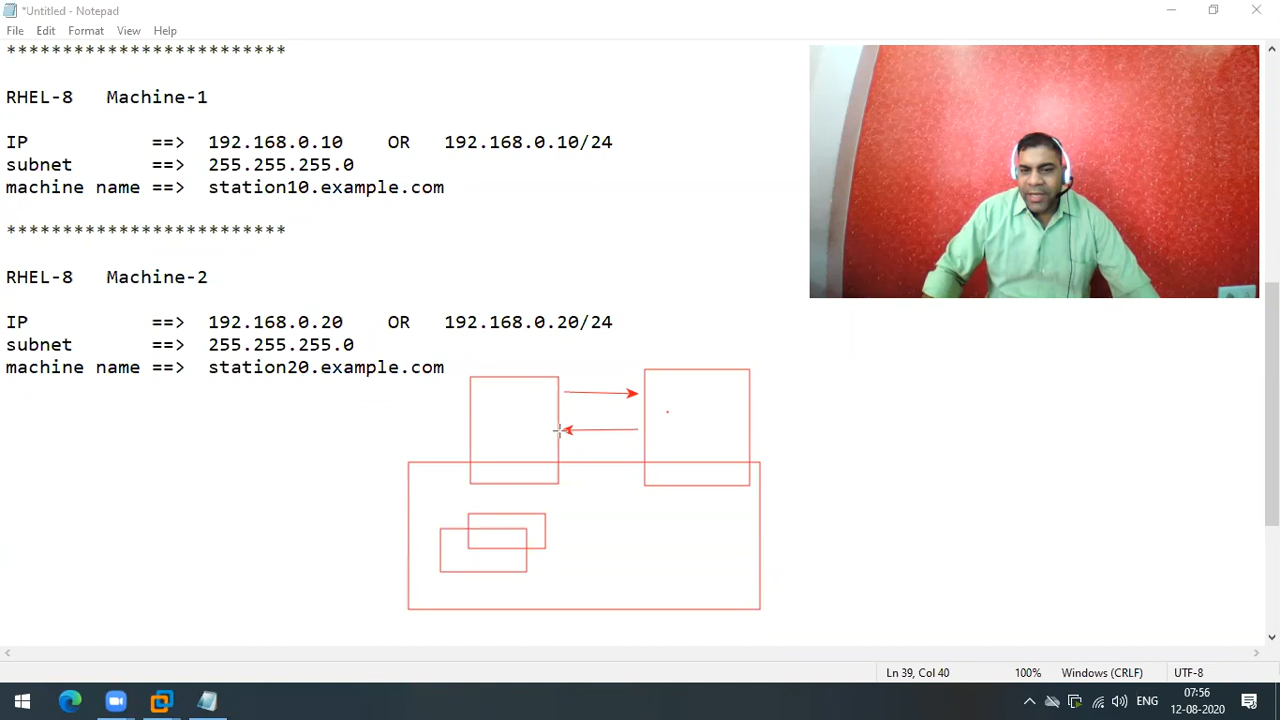 *Untitled - Notepad
File Edit Format View Help
*************************
RHEL-8 Machine-1
IP ==> 192.168.0.10 OR 192.168.0.10/24
subnet ==> 255.255.255.0
machine name ==> station10.example.com
*************************
RHEL-8 Machine-2
IP ==> 192.168.0.20 OR 192.168.0.20/24
subnet ==> 255.255.255.0
machine name ==> station20.example.com
Ln 39, Col 40 100% Windows (CRLF) UTF-8
ENG
07:56
12-08-2020